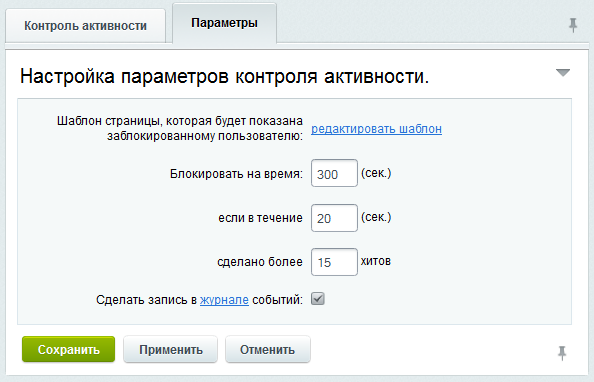 Контроль активности Параметры
Настройка параметров контроля активности.
Шаблон страницы, которая будет показана
заблокированному пользователю: редактировать шаблон
Блокировать на время: 300 (сек.)
если в течение 20 (сек.)
сделано более 15 хитов
Сделать запись в журнале событий:
Сохранить Применить Отменить